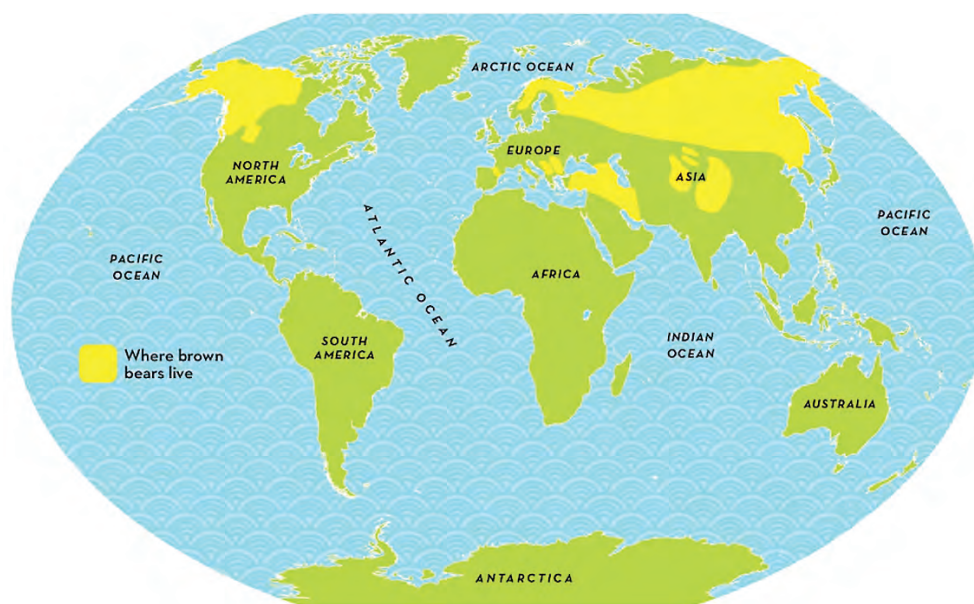 ARCTIC OCEAN
NORTH
AMERICA
EUROPE
ASIA
PACIFIC
OCEAN
ATLANTIC OCEAN
PACIFIC
OCEAN
AFRICA
SOUTH
AMERICA
INDIAN
OCEAN
Where brown
bears live
AUSTRALIA
ANTARCTICA